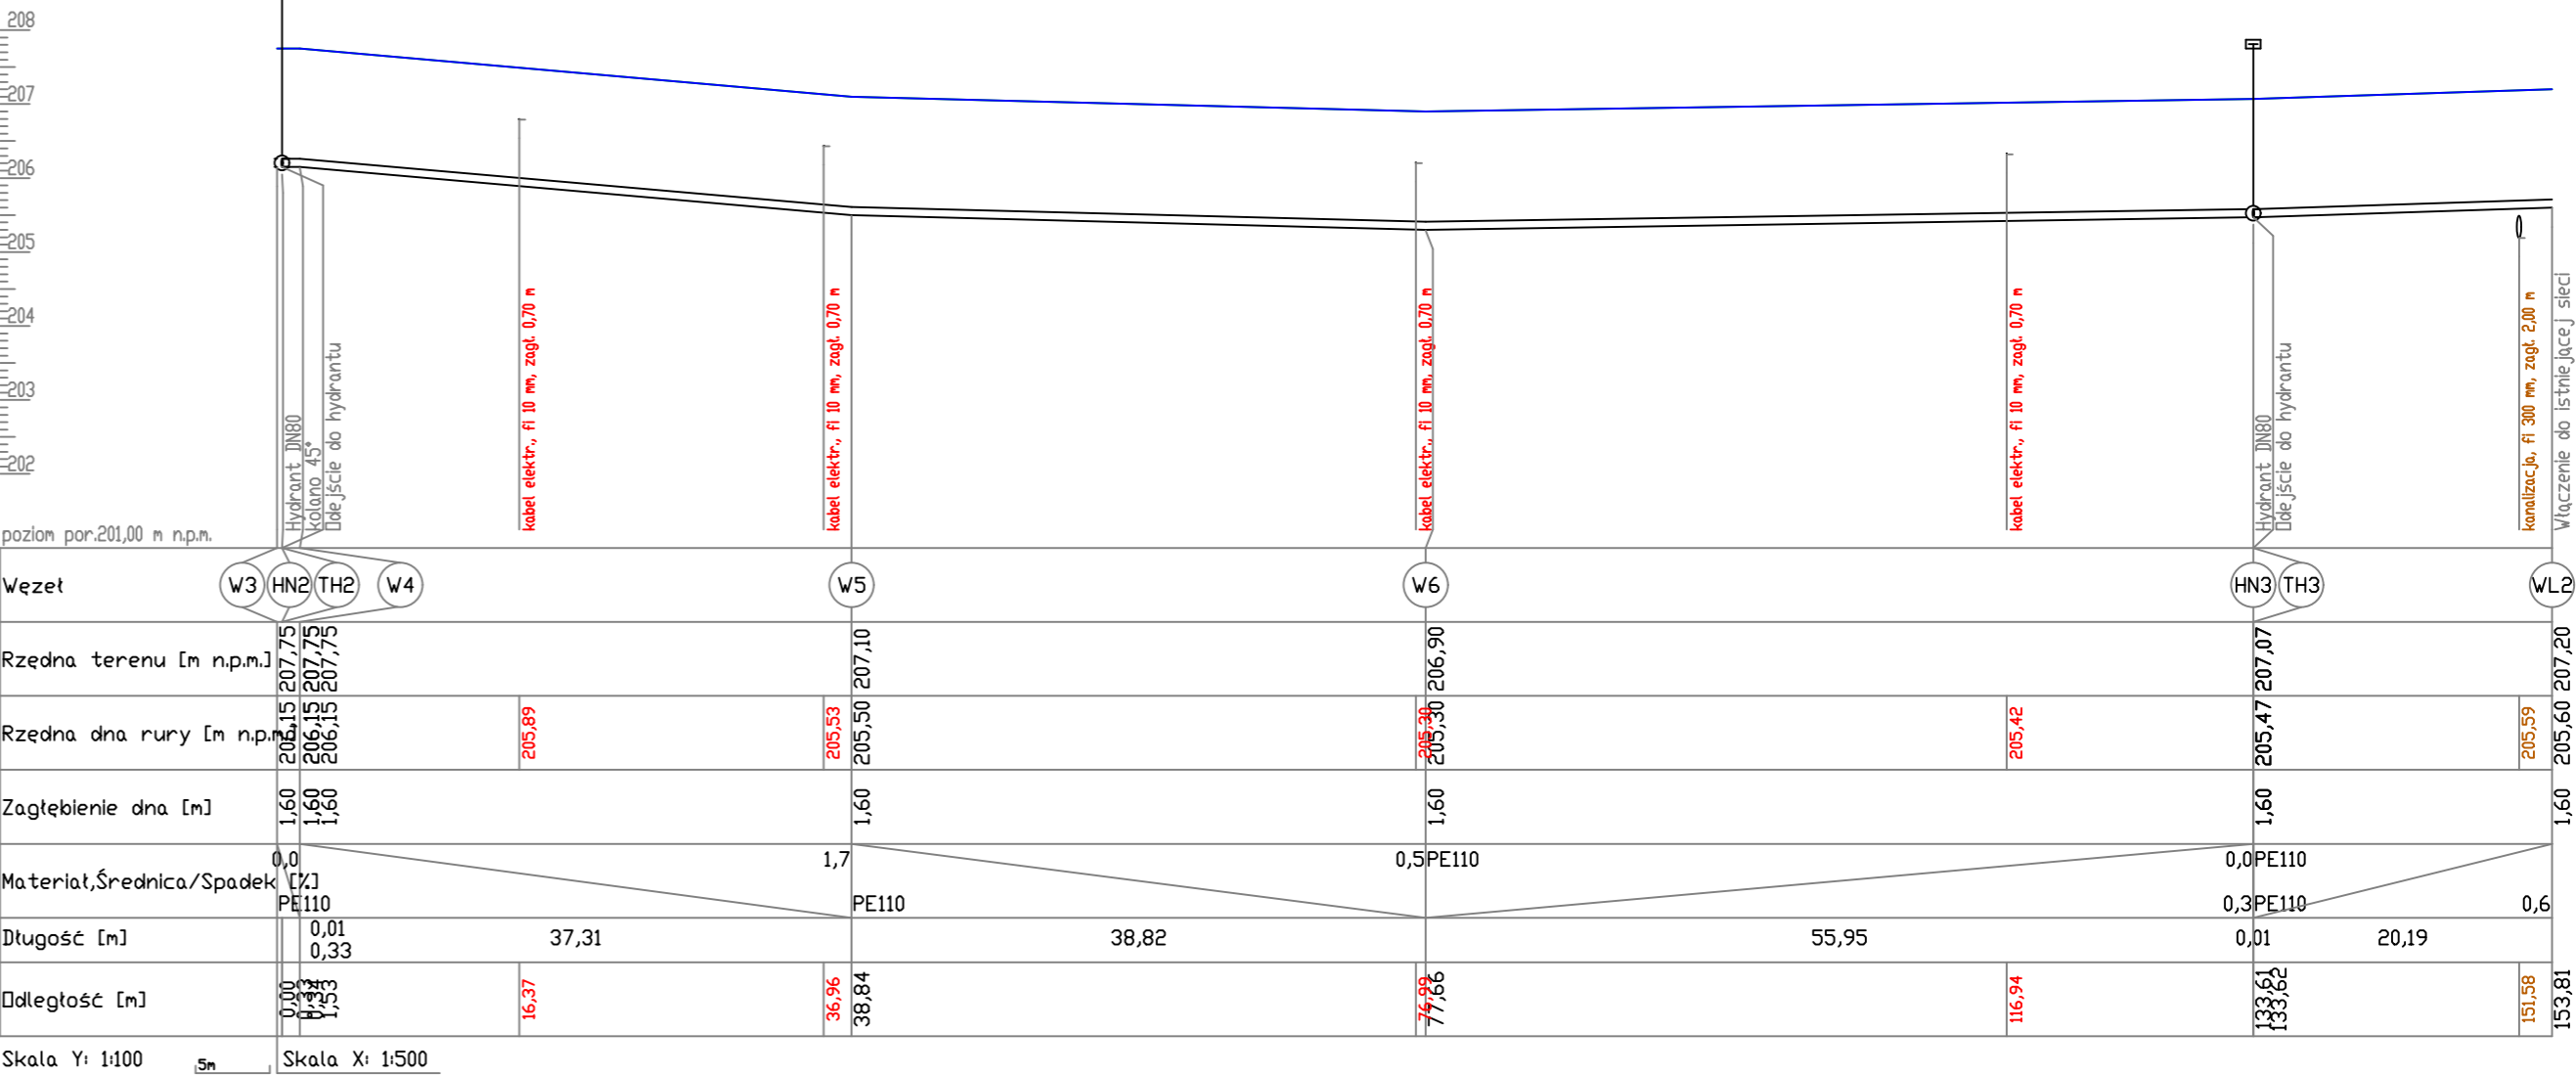 208
207
206
205
204
203
202
poziom por.201,00 m n.p.m.
Hydrant DN80
kolano 45°
Odejście do hydrantu
kabel elektr., fi 10 mm, zagł. 0,70 m
kabel elektr., fi 10 mm, zagł. 0,70 m
kabel elektr., fi 10 mm, zagł. 0,70 m
kabel elektr., fi 10 mm, zagł. 0,70 m
Hydrant DN80
Odejście do hydrantu
kanalizacja, fi 300 mm, zagł. 2,00 m
Włączenie do istniejącej sieci
Węzeł W3 HN2 TH2 W4 W5 W6 HN3 TH3 WL2
Rzędna terenu [m n.p.m.] 207,75 207,75 207,75 207,10 206,90 207,07 207,20
Rzędna dna rury [m n.p.m.] 206,15 206,15 206,15 205,89 205,53 205,50 205,30 205,30 205,42 205,47 205,59 205,60
Zagłębienie dna [m] 1,60 1,60 1,60 1,60 1,60 1,60 1,60
0,0 1,7 0,5 PE110 0,0 PE110
Materiał,Średnica/Spadek [%]
PE110 PE110 0,3 PE110 0,6
Długość [m] 0,01 0,33 37,31 38,82 55,95 0,01 20,19
Odległość [m] 0,00 0,33 0,34 1,53 16,37 36,96 38,84 76,99 77,66 116,94 133,61 133,62 151,58 153,81
Skala Y: 1:100 5m Skala X: 1:500